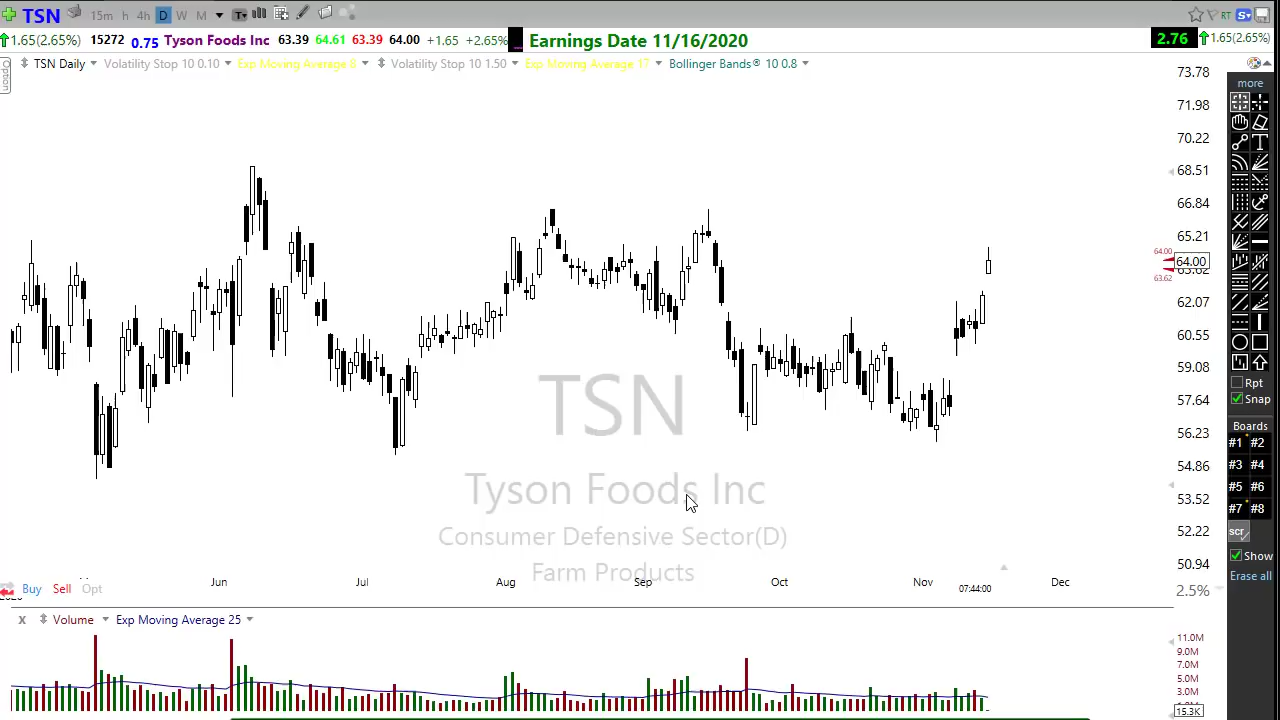 TSN 15m h 4h D W M T RT S
1.65(2.65%) 15272 0.75 Tyson Foods Inc 63.39 64.61 63.39 64.00 +1.65 +2.65% Earnings Date 11/16/2020 2.76 1.65(2.65%)
Option TSN Daily Volatility Stop 10 0.10 Exp Moving Average 8 Volatility Stop 10 1.50 Exp Moving Average 17 Bollinger Bands® 10 0.8
73.78
71.98
70.22
68.51
66.84
65.21
64.00
64.00
63.62
62.07
60.55
59.08
57.64
56.23
54.86
53.52
52.22
50.94
more
T
Rpt
Snap
Boards
#1 #2
#3 #4
#5 #6
#7 #8
scr
Show
Erase all
TSN
Tyson Foods Inc
Consumer Defensive Sector(D)
Farm Products
Jun Jul Aug Sep Oct Nov Dec
Buy Sell Opt 07:44:00 2.5%
X Volume Exp Moving Average 25
11.0M
9.0M
7.0M
5.0M
3.0M
15.3K